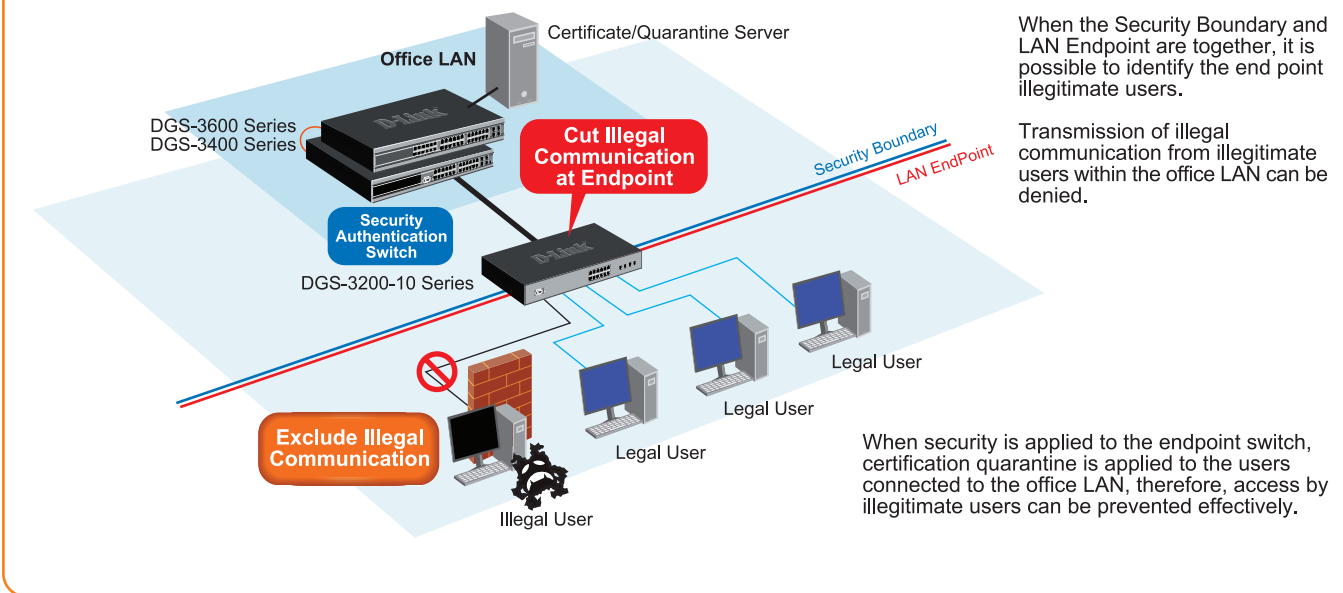 Certificate/Quarantine Server
Office LAN
D-Link
DGS-3600 Series
DGS-3400 Series
Security
Authentication
Switch
Cut Illegal
Communication
at Endpoint
Security Boundary
LAN EndPoint
D-Link
DGS-3200-10 Series
Legal User
Legal User
Legal User
Exclude Illegal
Communication
Illegal User
When the Security Boundary and
LAN Endpoint are together, it is
possible to identify the end point
illegitimate users.
Transmission of illegal
communication from illegitimate
users within the office LAN can be
denied.
When security is applied to the endpoint switch,
certification quarantine is applied to the users
connected to the office LAN, therefore, access by
illegitimate users can be prevented effectively.